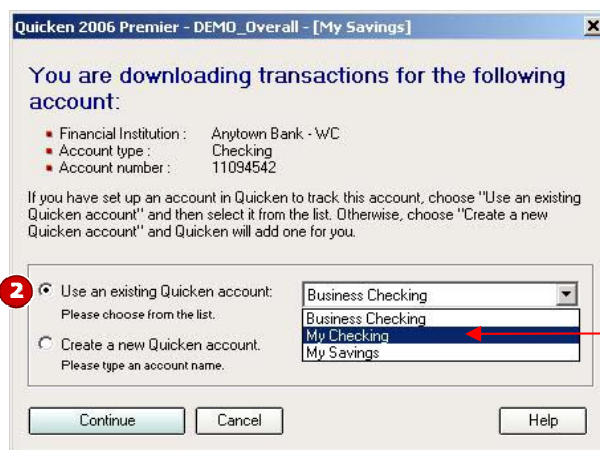 Quicken 2006 Premier - DEMO_Overall - [My Savings]
You are downloading transactions for the following
account:
Financial Institution : Anytown Bank - WC
Account type : Checking
Account number : 11094542
If you have set up an account in Quicken to track this account, choose "Use an existing
Quicken account" and then select it from the list. Otherwise, choose "Create a new
Quicken account" and Quicken will add one for you.
2 Use an existing Quicken account: Business Checking
Please choose from the list.
Business Checking
My Checking
My Savings
Create a new Quicken account.
Please type an account name.
Continue Cancel Help